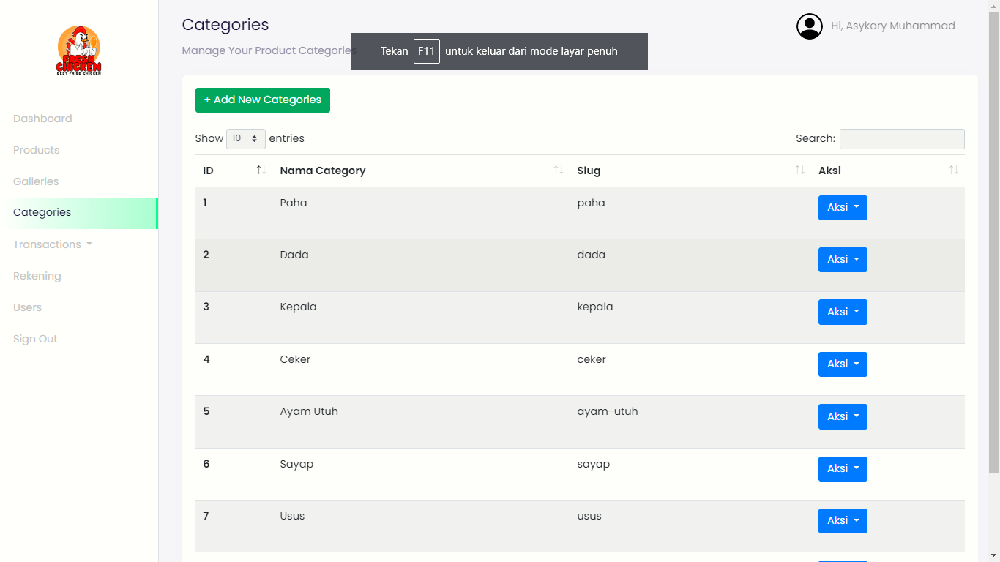 Categories
Hi, Asykary Muhammad
Manage Your Product Categories
Tekan F11 untuk keluar dari mode layar penuh
FRESH
CHICKEN
BEST FRIED CHICKEN
Dashboard
Products
Galleries
Categories
Transactions
Rekening
Users
Sign Out
+ Add New Categories
Show 10 entries Search:
ID Nama Category Slug Aksi
1 Paha paha Aksi
2 Dada dada Aksi
3 Kepala kepala Aksi
4 Ceker ceker Aksi
5 Ayam Utuh ayam-utuh Aksi
6 Sayap sayap Aksi
7 Usus usus Aksi